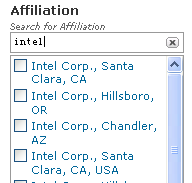 Affiliation
Search for Affiliation
intel
Intel Corp., Santa
Clara, CA
Intel Corp., Hillsboro,
OR
Intel Corp., Chandler,
AZ
Intel Corp., Santa
Clara, CA, USA